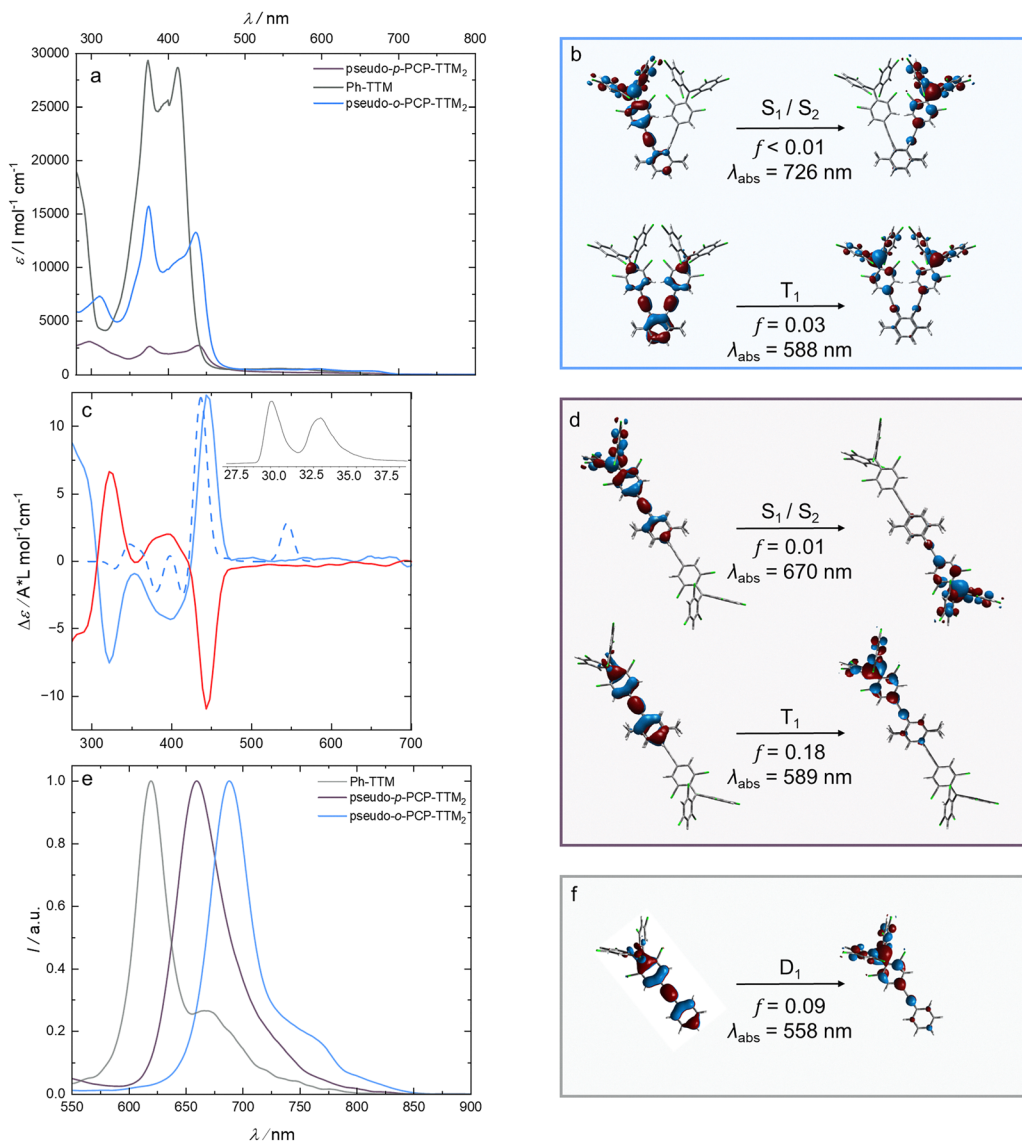 λ / nm
300 400 500 600 700 800
a
pseudo-p-PCP-TTM₂
Ph-TTM
pseudo-o-PCP-TTM₂
30000
25000
20000
15000
10000
5000
0
ε / l mol⁻¹ cm⁻¹
b
S₁ / S₂
f < 0.01
λabs = 726 nm
T₁
f = 0.03
λabs = 588 nm
c
10
5
0
−5
−10
Δε /A*L mol⁻¹cm⁻¹
27.5 30.0 32.5 35.0 37.5
300 400 500 600 700
d
S₁ / S₂
f = 0.01
λabs = 670 nm
T₁
f = 0.18
λabs = 589 nm
e
Ph-TTM
pseudo-p-PCP-TTM₂
pseudo-o-PCP-TTM₂
1.0
0.8
0.6
0.4
0.2
0.0
I / a.u.
550 600 650 700 750 800 850 900
λ / nm
f
D₁
f = 0.09
λabs = 558 nm